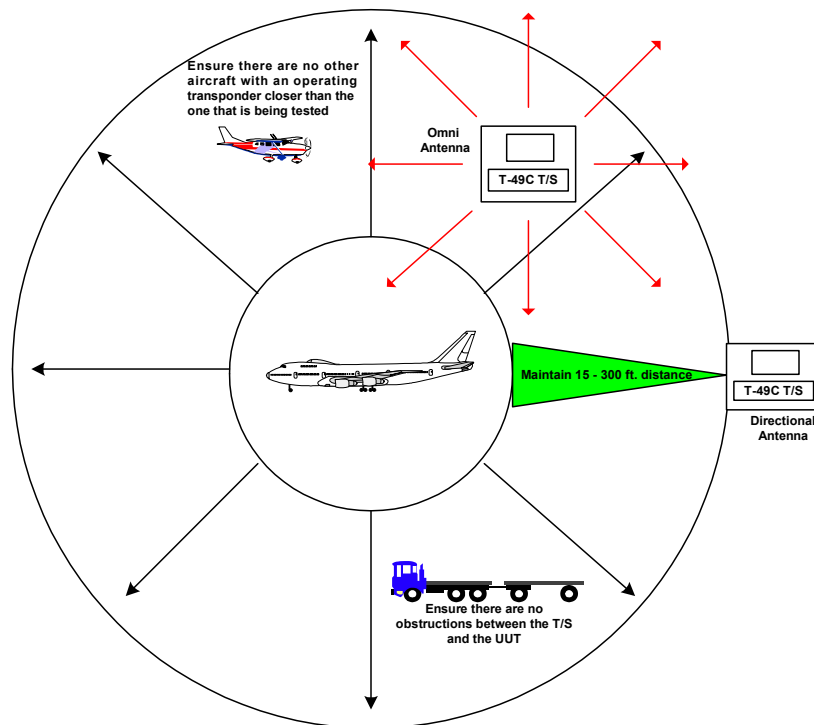 Ensure there are no other
aircraft with an operating
transponder closer than the
one that is being tested
Omni
Antenna
T-49C T/S
Maintain 15 - 300 ft. distance
T-49C T/S
Directional
Antenna
Ensure there are no
obstructions between the T/S
and the UUT